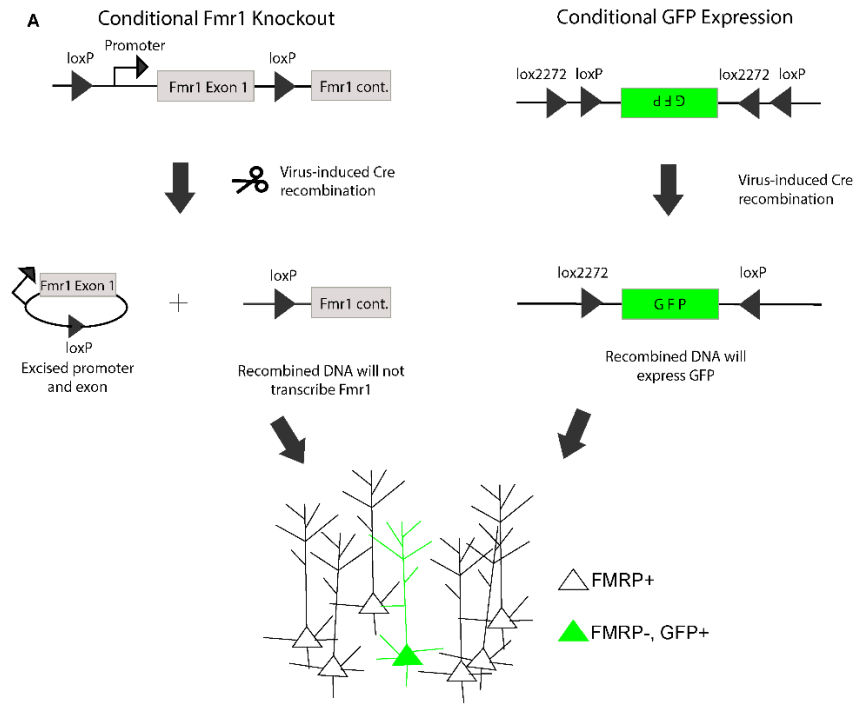 A
Conditional Fmr1 Knockout
Promoter
loxP
loxP
Fmr1 Exon 1
Fmr1 cont.
Virus-induced Cre
recombination
Fmr1 Exon 1
loxP
Excised promoter
and exon
+
loxP
Fmr1 cont.
Recombined DNA will not
transcribe Fmr1
Conditional GFP Expression
lox2272
loxP
lox2272
loxP
GFP
Virus-induced Cre
recombination
lox2272
loxP
GFP
Recombined DNA will
express GFP
FMRP+
FMRP-, GFP+